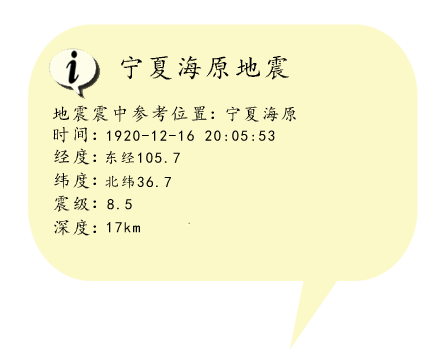 宁夏海原地震
地震震中参考位置：宁夏海原
时间：1920-12-16 20:05:53
经度：东经105.7
纬度：北纬36.7
震级：8.5
深度：17km